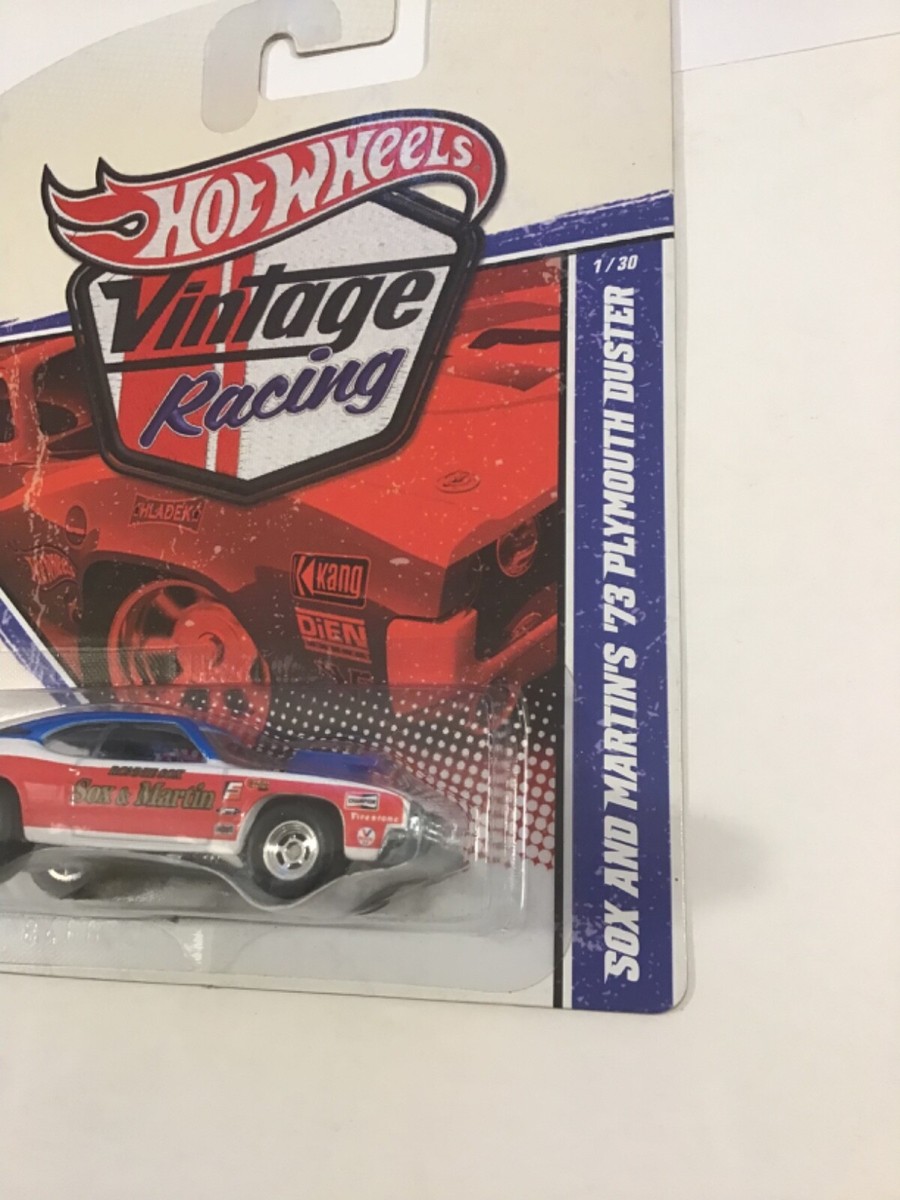 HOT WHEELS
Vintage
Racing
1/30
SOX AND MARTIN'S '73 PLYMOUTH DUSTER
HLADEK
Kang
DiEN
Sox & Martin
Firestone